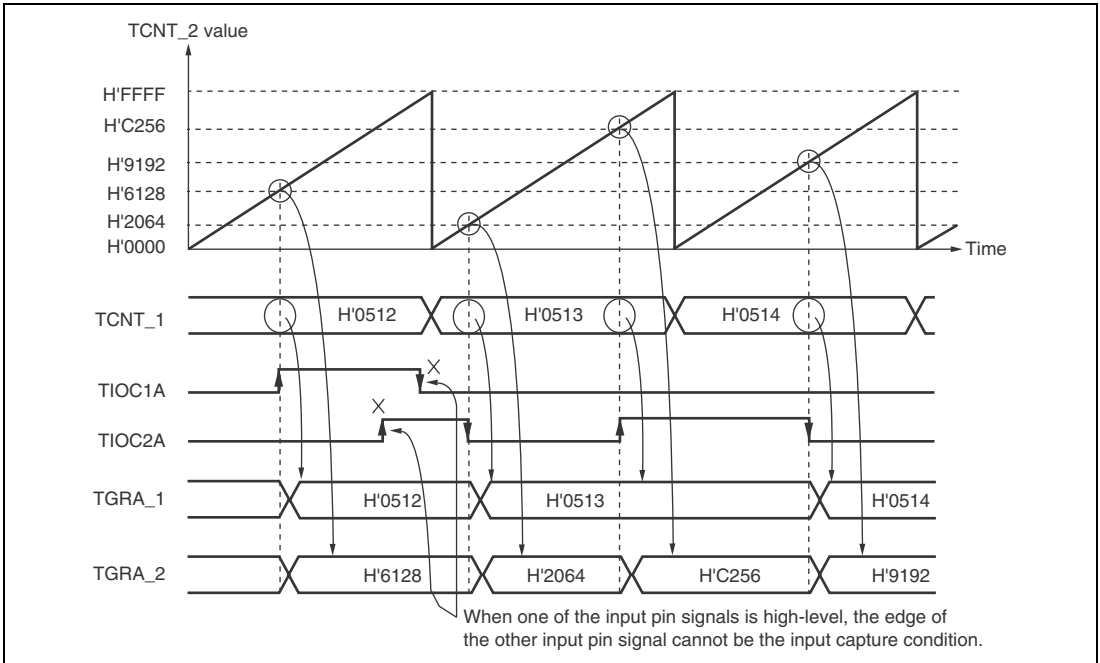 TCNT_2 value
H'FFFF
H'C256
H'9192
H'6128
H'2064
H'0000
Time
TCNT_1
H'0512
H'0513
H'0514
TIOC1A
X
TIOC2A
X
TGRA_1
H'0512
H'0513
H'0514
TGRA_2
H'6128
H'2064
H'C256
H'9192
When one of the input pin signals is high-level, the edge of
the other input pin signal cannot be the input capture condition.